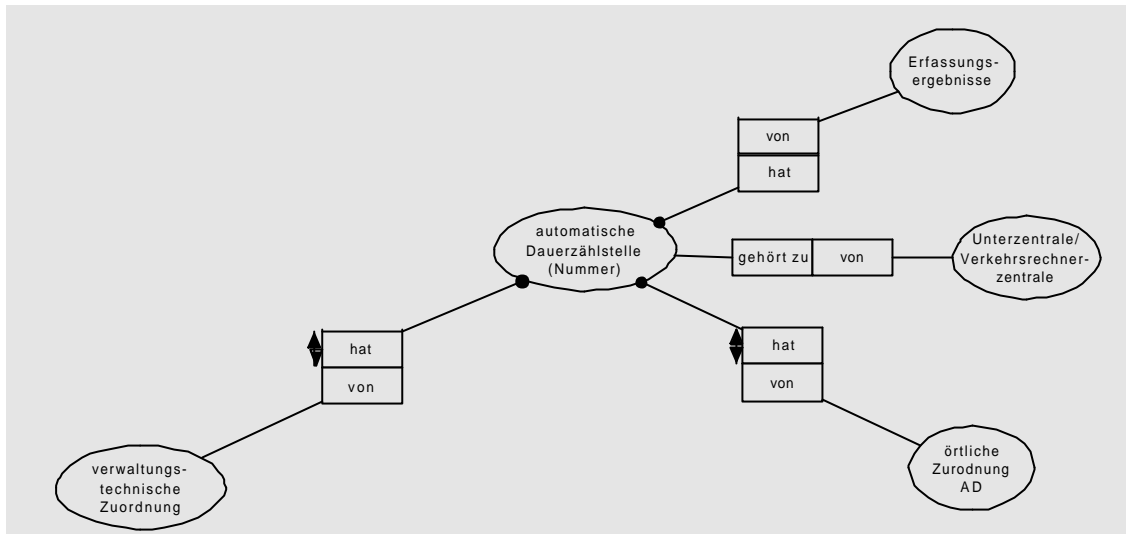 Erfassungs-
ergebnisse
von
hat
automatische
Dauerzählstelle
(Nummer)
gehört zu
von
Unterzentrale/
Verkehrsrechner-
zentrale
hat
von
hat
von
verwaltungs-
technische
Zuordnung
örtliche
Zurodnung
AD